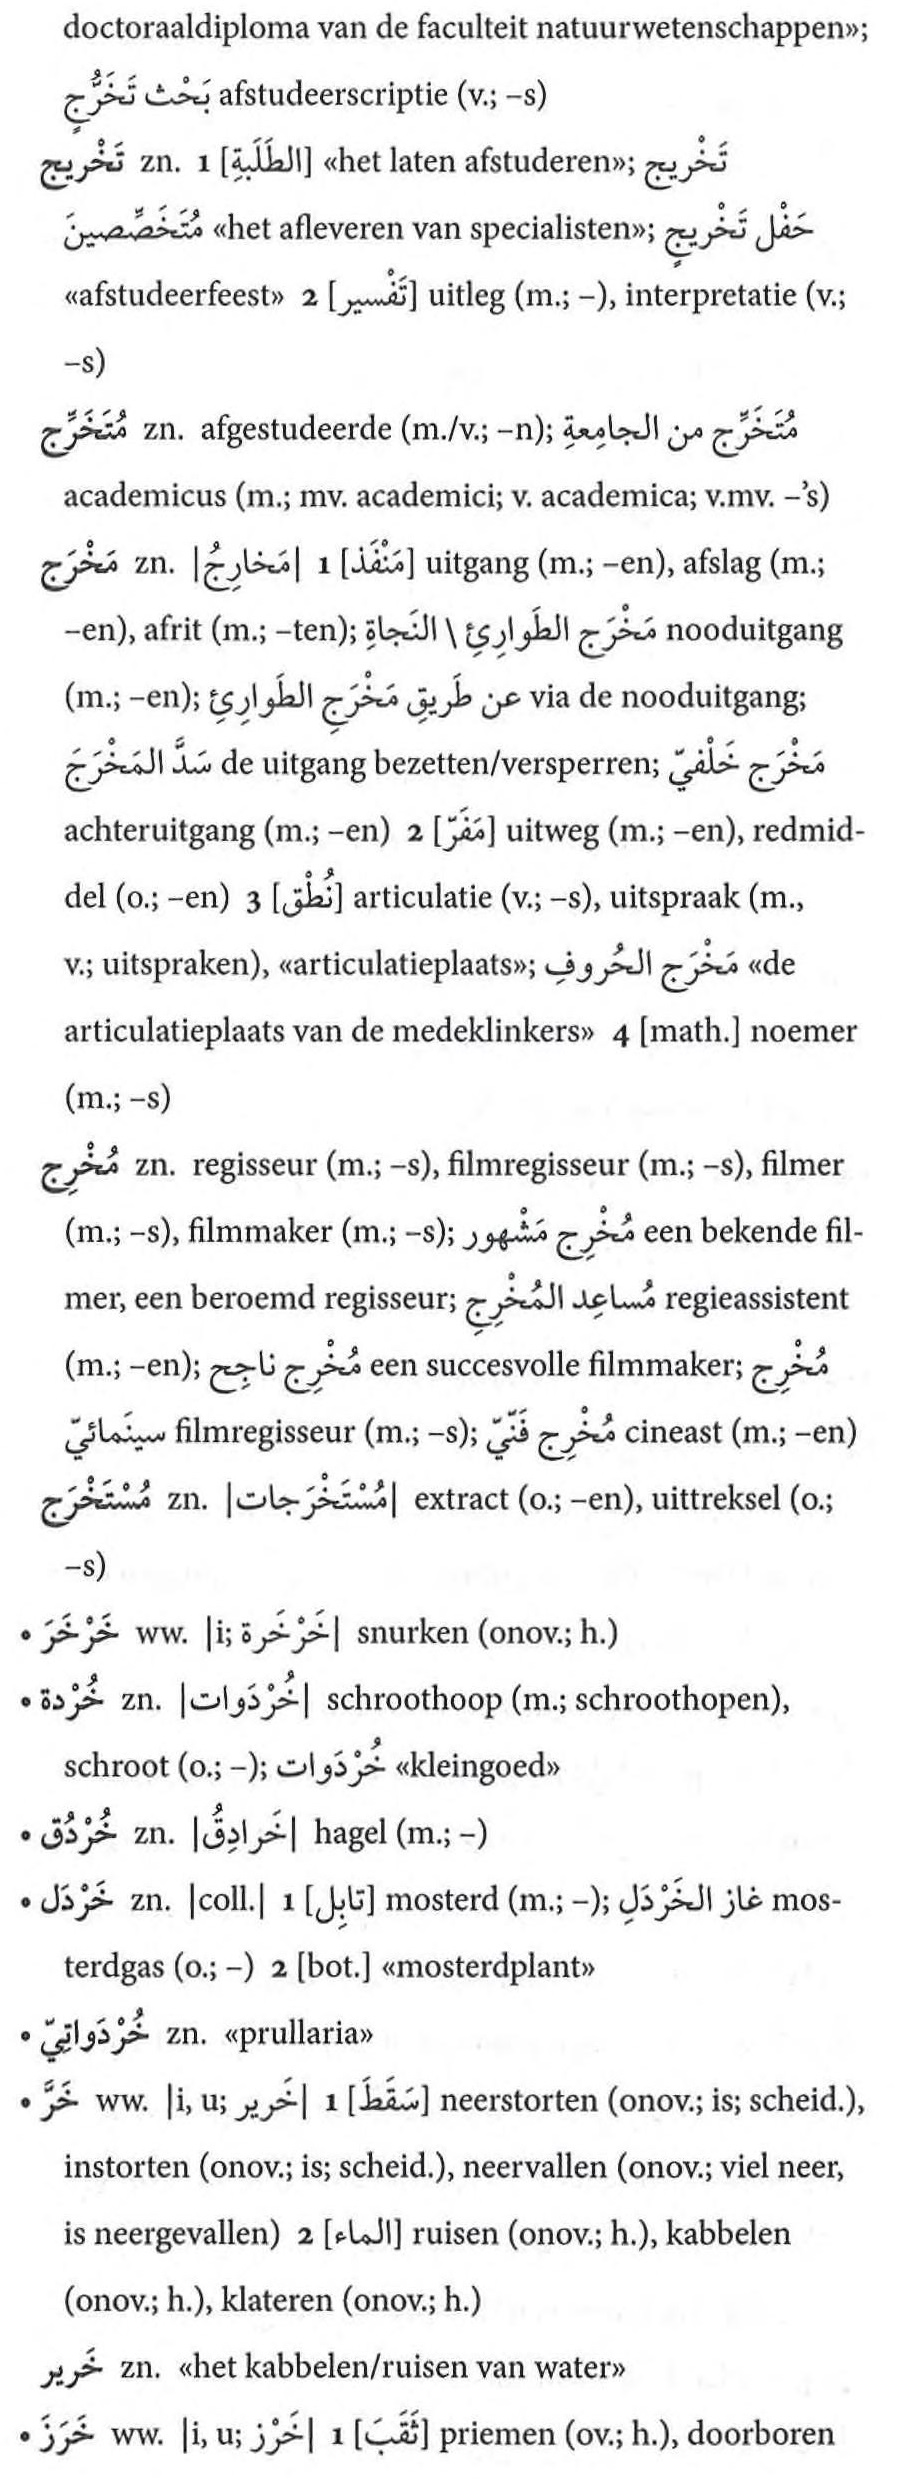 doctoraaldiploma van de faculteit natuurwetenschappen»;
بَحْث تَخَرُّجٍ afstudeerscriptie (v.; –s)
تَخْريج zn. 1 [الطَلَبةِ] «het laten afstuderen»; تَخْريج
مُتَخَصِّصينَ «het afleveren van specialisten»; حَفْل تَخْريجٍ
«afstudeerfeest» 2 [تَفْسير] uitleg (m.; –), interpretatie (v.;
–s)
مُتَخَرِّج zn. afgestudeerde (m./v.; –n); مُتَخَرِّج من الجامِعةِ
academicus (m.; mv. academici; v. academica; v.mv. –’s)
مَخْرَج zn. |مَخارِجُ| 1 [مَنْفَذ] uitgang (m.; –en), afslag (m.;
–en), afrit (m.; –ten); مَخْرَج الطَوارِئِ \ النَجاةِ nooduitgang
(m.; –en); عن طَريقِ مَخْرَجِ الطَوارِئِ via de nooduitgang;
سَدَّ المَخْرَجَ de uitgang bezetten/versperren; مَخْرَج خَلْفيّ
achteruitgang (m.; –en) 2 [مَفَرّ] uitweg (m.; –en), redmid-
del (o.; –en) 3 [نُطْق] articulatie (v.; –s), uitspraak (m.,
v.; uitspraken), «articulatieplaats»; مَخْرَج الحُروفِ «de
articulatieplaats van de medeklinkers» 4 [math.] noemer
(m.; –s)
مُخْرِج zn. regisseur (m.; –s), filmregisseur (m.; –s), filmer
(m.; –s), filmmaker (m.; –s); مُخْرِج مَشْهور een bekende fil-
mer, een beroemd regisseur; مُساعِد المُخْرِجِ regieassistent
(m.; –en); مُخْرِج ناجِح een succesvolle filmmaker; مُخْرِج
سينَمائيّ filmregisseur (m.; –s); مُخْرِج فَنّيّ cineast (m.; –en)
مُسْتَخْرَج zn. |مُسْتَخْرَجات| extract (o.; –en), uittreksel (o.;
–s)
• خَرْخَرَ ww. |i; خَرْخَرة| snurken (onov.; h.)
• خُرْدة zn. |خُرْدَوات| schroothoop (m.; schroothopen),
schroot (o.; –); خُرْدَوات «kleingoed»
• خُرْدُق zn. |خَرادِقُ| hagel (m.; –)
• خَرْدَل zn. |coll.| 1 [تابِل] mosterd (m.; –); غاز الخَرْدَلِ mos-
terdgas (o.; –) 2 [bot.] «mosterdplant»
• خُرْدَواتيّ zn. «prullaria»
• خَرَّ ww. |i, u; خَرير| 1 [سَقَطَ] neerstorten (onov.; is; scheid.),
instorten (onov.; is; scheid.), neervallen (onov.; viel neer,
is neergevallen) 2 [الماء] ruisen (onov.; h.), kabbelen
(onov.; h.), klateren (onov.; h.)
خَرير zn. «het kabbelen/ruisen van water»
• خَرَزَ ww. |i, u; خَرْز| 1 [ثَقَبَ] priemen (ov.; h.), doorboren